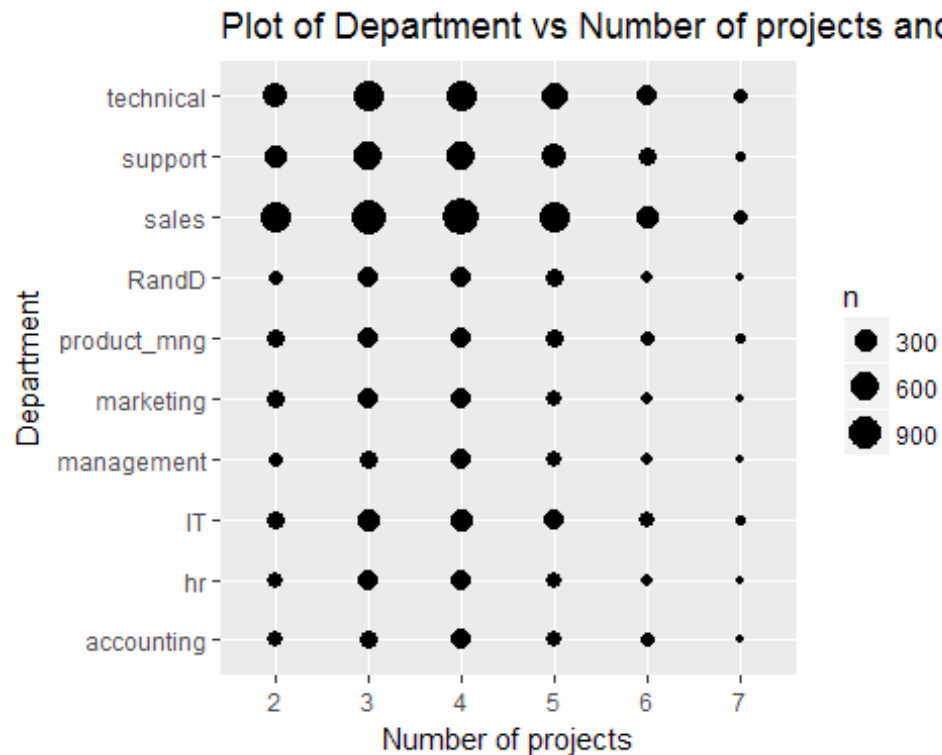 Plot of Department vs Number of projects and
technical
support
sales
RandD
product_mng
marketing
management
IT
hr
accounting
Department
2 3 4 5 6 7
Number of projects
n
300
600
900